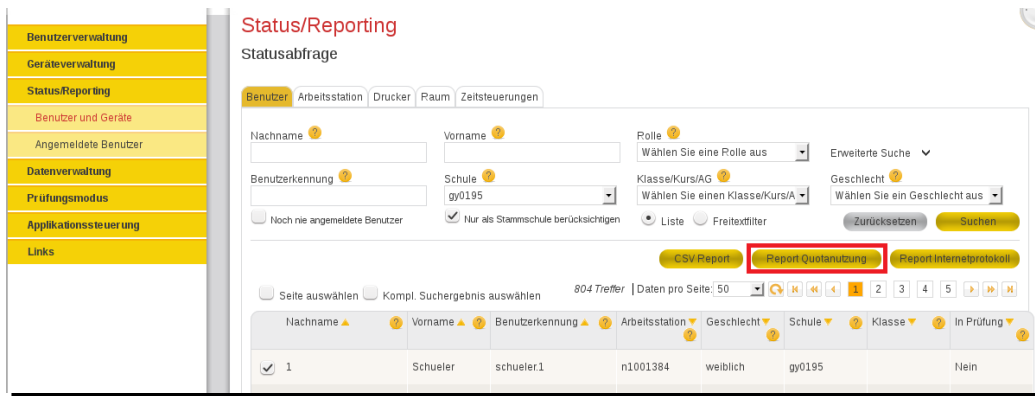 Status/Reporting
Statusabfrage
Benutzerverwaltung
Geräteverwaltung
Status/Reporting
Benutzer und Geräte
Angemeldete Benutzer
Datenverwaltung
Prüfungsmodus
Applikationssteuerung
Links
Benutzer Arbeitsstation Drucker Raum Zeitsteuerungen
Nachname ? Vorname ? Rolle ?
Wählen Sie eine Rolle aus Erweiterte Suche
Benutzerkennung ? Schule ? Klasse/Kurs/AG ? Geschlecht ?
gy0195 Wählen Sie einen Klasse/Kurs/A Wählen Sie ein Geschlecht aus
Noch nie angemeldete Benutzer Nur als Stammschule berücksichtigen Liste Freitextfilter Zurücksetzen Suchen
CSV Report Report Quotanutzung Report Internetprotokoll
Seite auswählen Kompl. Suchergebnis auswählen 804 Treffer | Daten pro Seite: 50 1 2 3 4 5
Nachname ? Vorname ? Benutzerkennung ? Arbeitsstation ? Geschlecht ? Schule ? Klasse ? In Prüfung ?
1 Schueler schueler.1 n1001384 weiblich gy0195 Nein